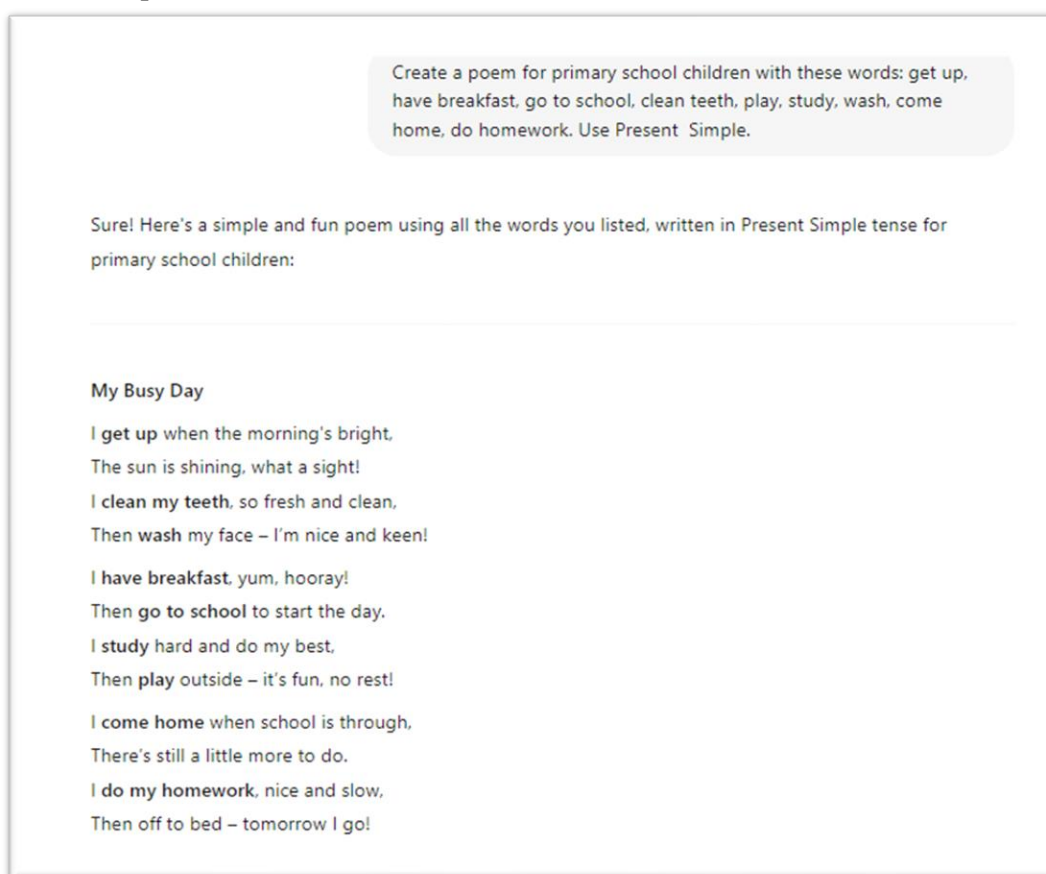 Create a poem for primary school children with these words: get up,
have breakfast, go to school, clean teeth, play, study, wash, come
home, do homework. Use Present Simple.
Sure! Here's a simple and fun poem using all the words you listed, written in Present Simple tense for
primary school children:
My Busy Day
I get up when the morning's bright,
The sun is shining, what a sight!
I clean my teeth, so fresh and clean,
Then wash my face – I'm nice and keen!
I have breakfast, yum, hooray!
Then go to school to start the day.
I study hard and do my best,
Then play outside – it's fun, no rest!
I come home when school is through,
There's still a little more to do.
I do my homework, nice and slow,
Then off to bed – tomorrow I go!